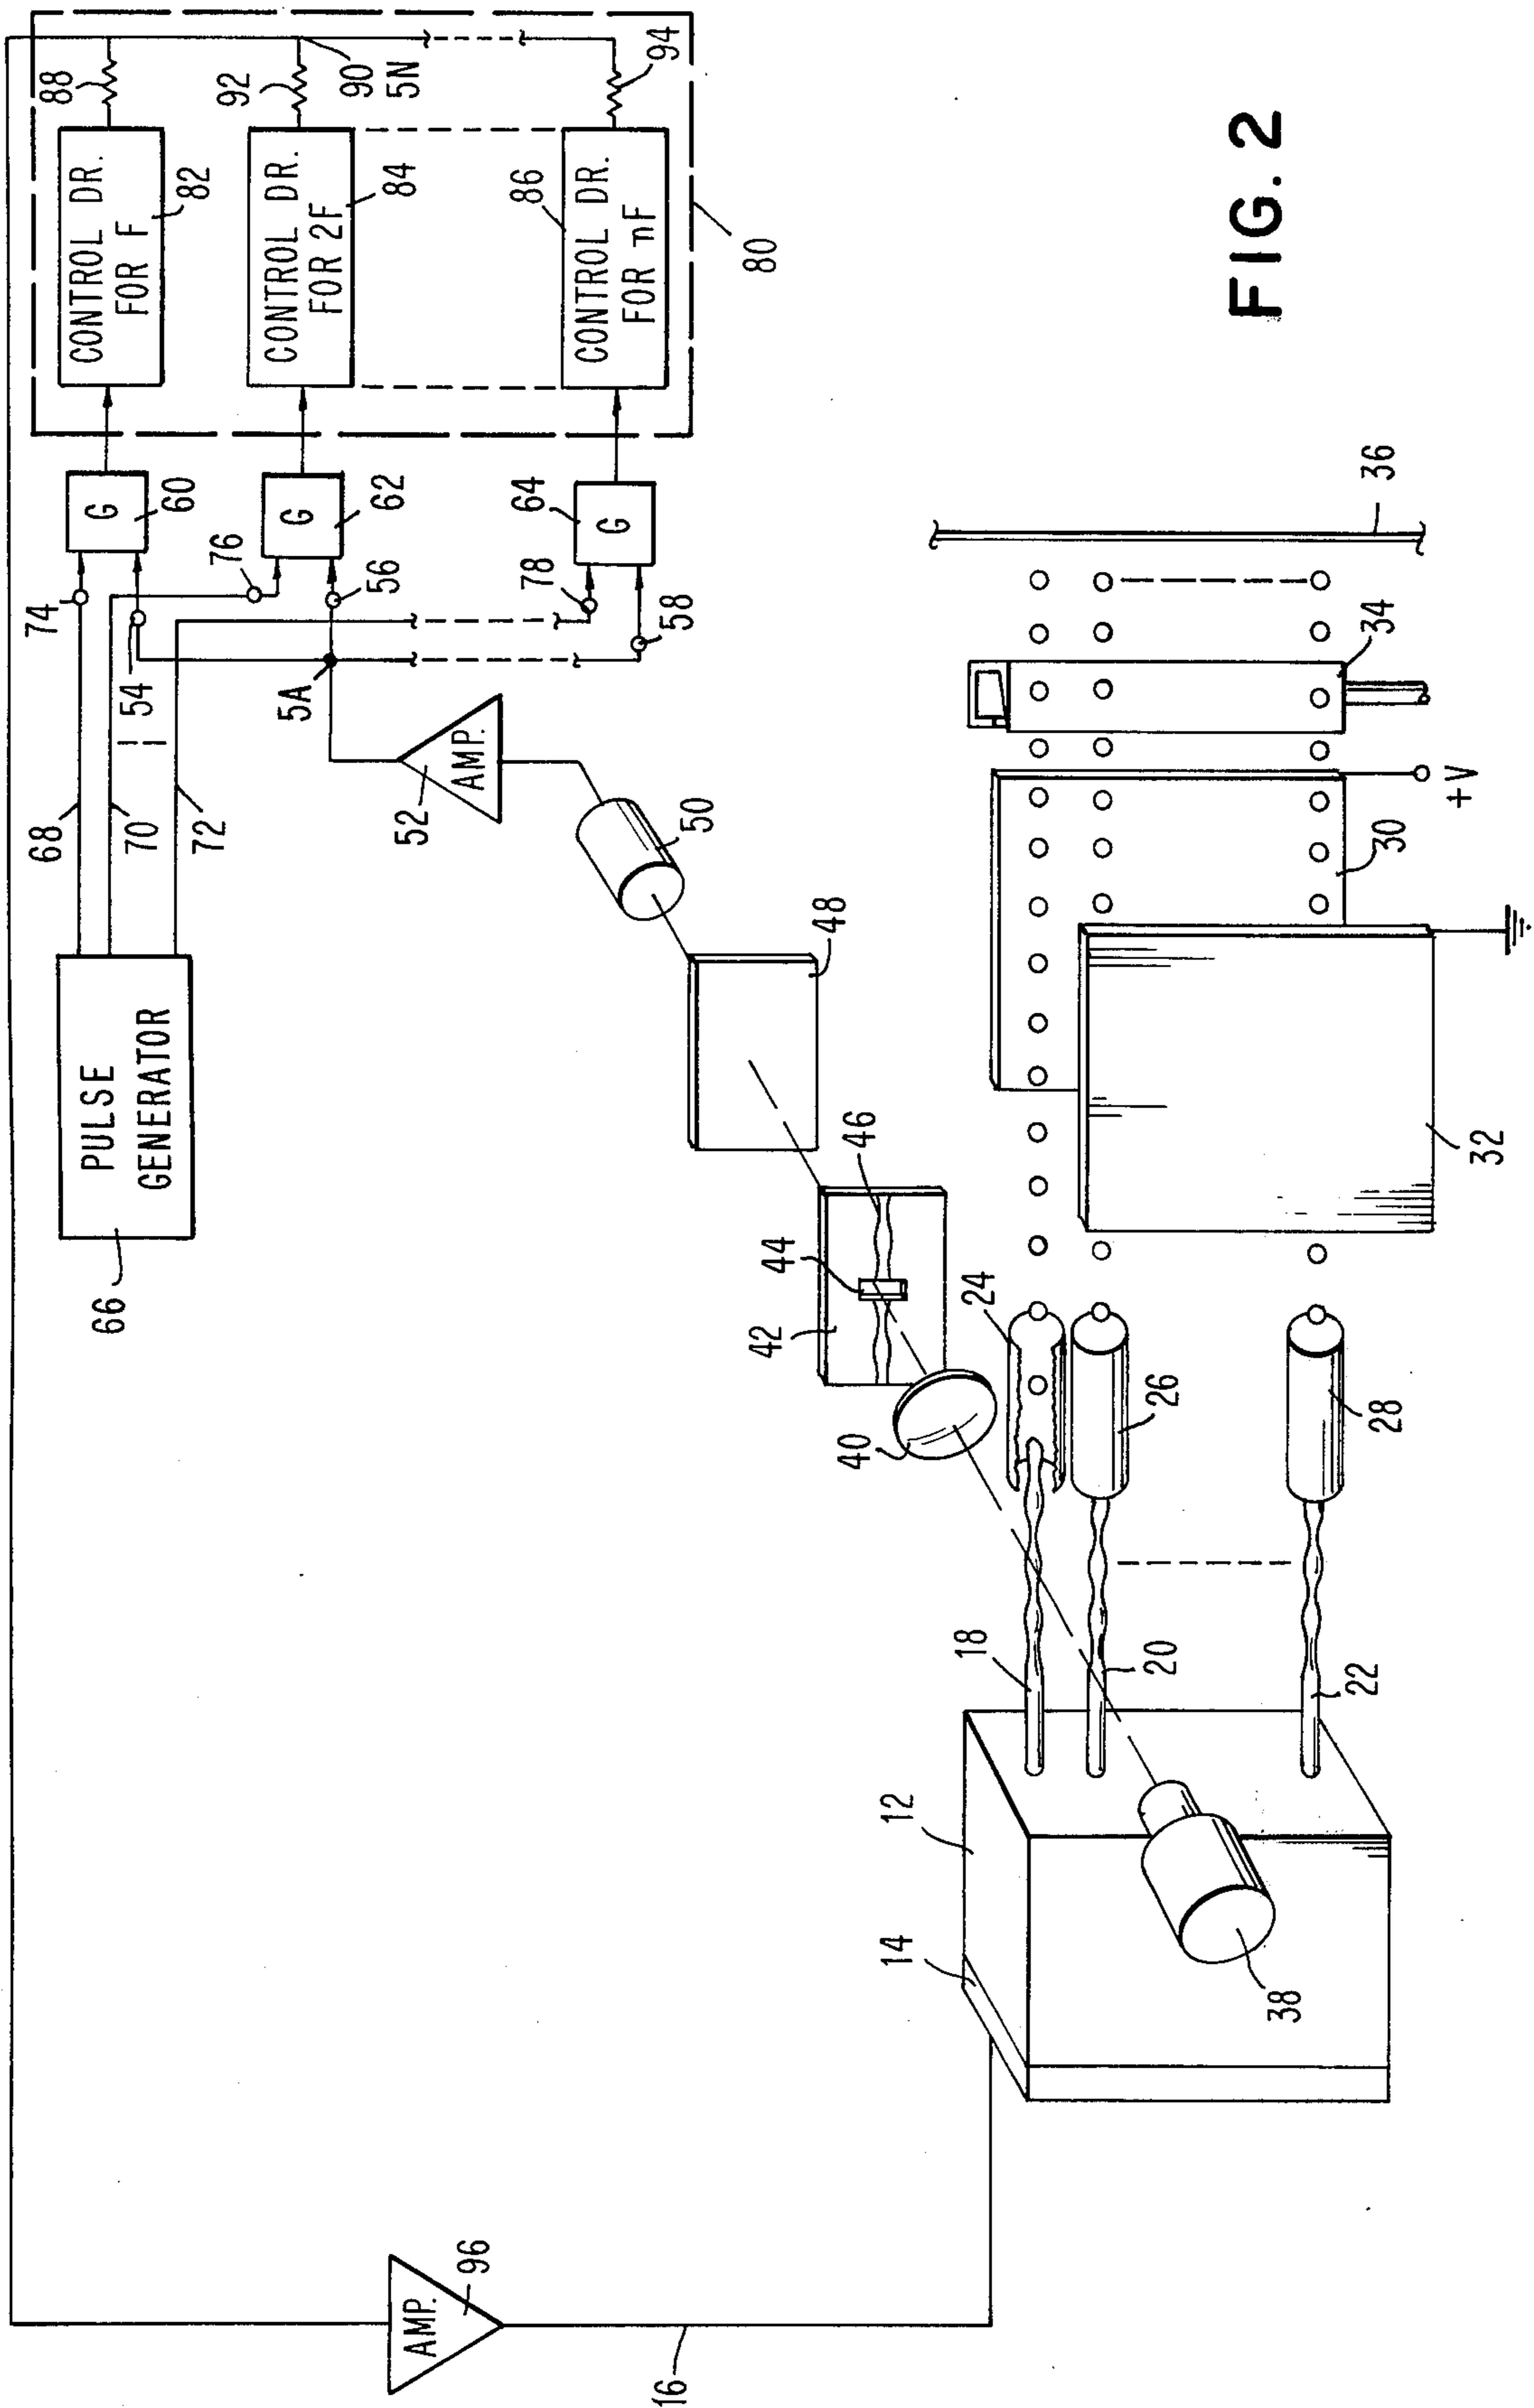 FIG. 2
16
AMP.
96
66
PULSE
GENERATOR
68
70
72
74
54
76
56
5A
78
58
G
60
G
62
64
G
CONTROL DR.
FOR F
82
CONTROL DR.
FOR 2F
84
86
CONTROL DR.
FOR nF
80
88
92
90
5N
94
52
AMP.
50
48
46
44
42
40
38
14
12
18
20
22
24
26
28
32
30
+V
34
36